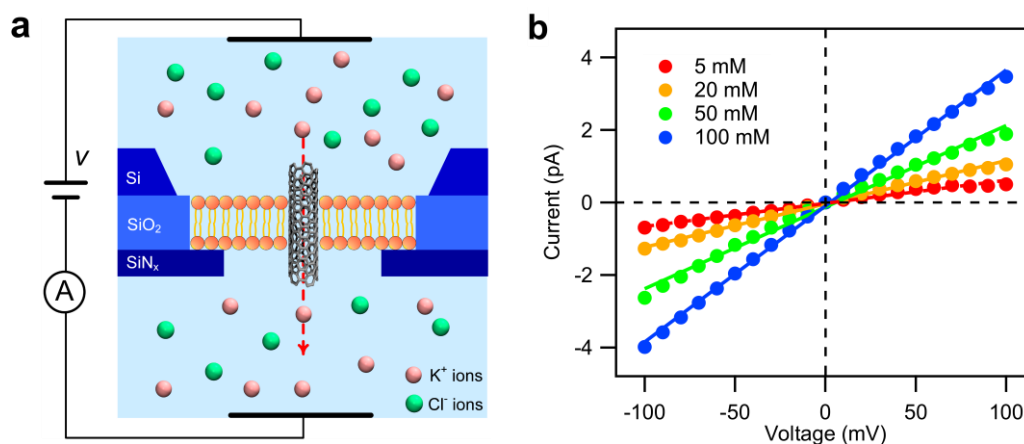 a
V
Si
SiO₂
SiNₓ
A
K⁺ ions
Cl⁻ ions
b
5 mM
20 mM
50 mM
100 mM
Current (pA)
4
2
0
-2
-4
-100
-50
0
50
100
Voltage (mV)